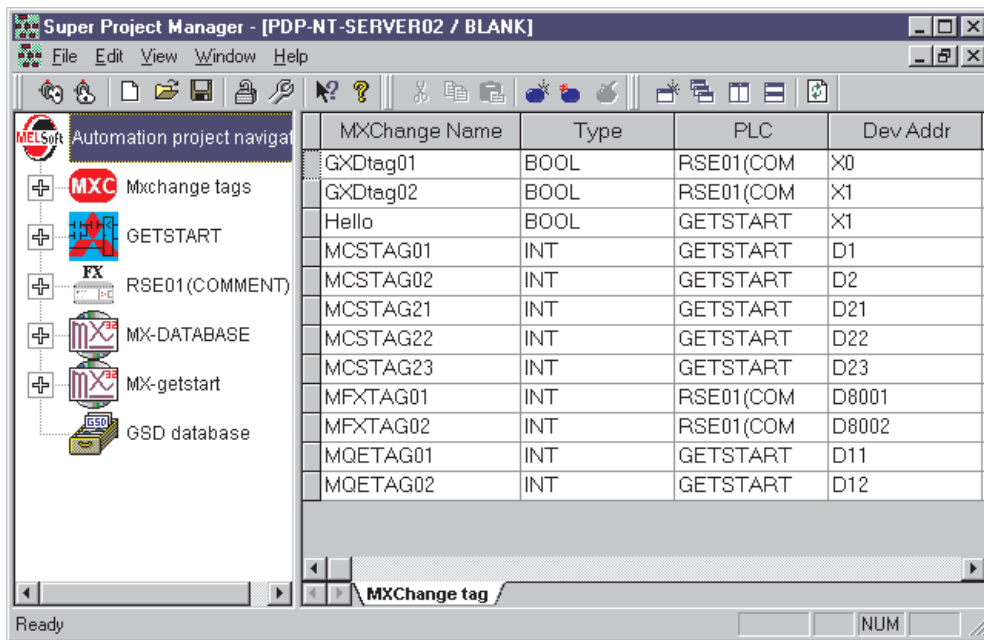 Super Project Manager - [PDP-NT-SERVER02 / BLANK]
File Edit View Window Help
MELSoft Automation project navigat
MXC Mxchange tags
GETSTART
FX RSE01(COMMENT)
MX-DATABASE
MX-getstart
GSD GSD database
MXChange Name Type PLC Dev Addr
GXDtag01 BOOL RSE01(COM X0
GXDtag02 BOOL RSE01(COM X1
Hello BOOL GETSTART X1
MCSTAG01 INT GETSTART D1
MCSTAG02 INT GETSTART D2
MCSTAG21 INT GETSTART D21
MCSTAG22 INT GETSTART D22
MCSTAG23 INT GETSTART D23
MFXTAG01 INT RSE01(COM D8001
MFXTAG02 INT RSE01(COM D8002
MQETAG01 INT GETSTART D11
MQETAG02 INT GETSTART D12
MXChange tag
Ready NUM